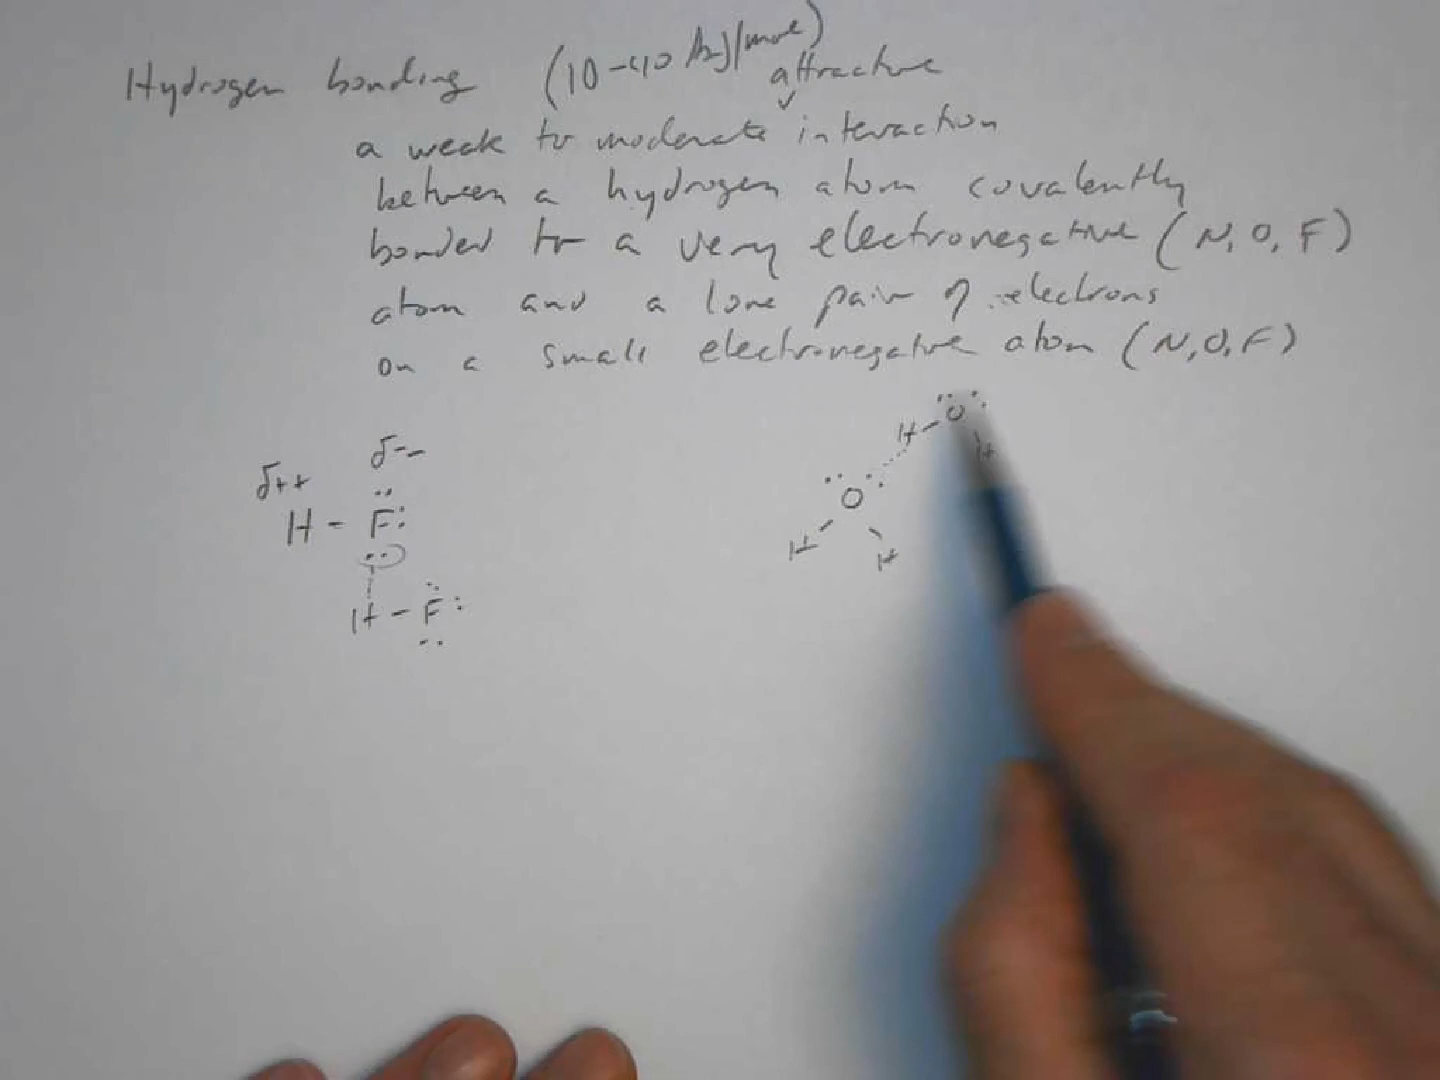 Hydrogen bonding (10-40 kJ/mole)
attractive
a weak to moderate interaction
between a hydrogen atom covalently
bonded to a very electronegative (N, O, F)
atom and a lone pair of electrons
on a small electronegative atom (N, O, F)
δ--
δ++
H - F
H - F
O
H
H
O
H
H